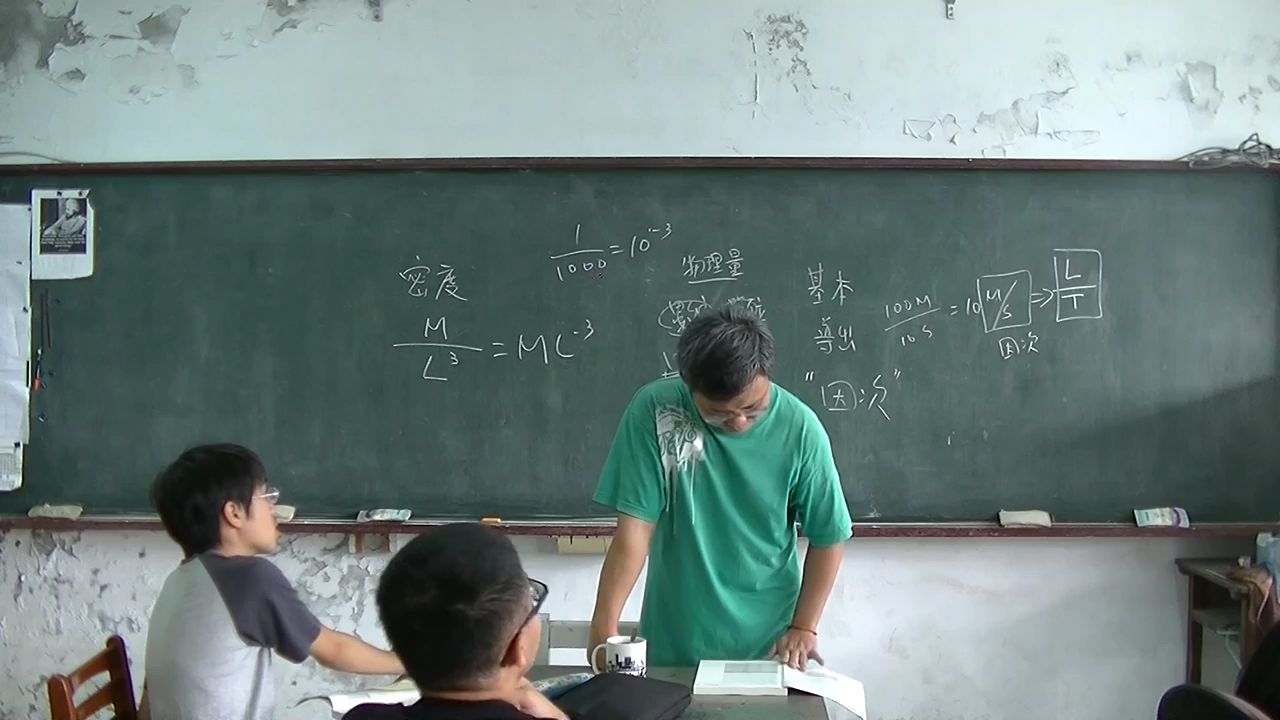 密度
M/L³ = ML⁻³
1/1000 = 10⁻³
物理量
基本
導出
"因次"
100M/10S = 10 M/S ⇒ L/T
因次